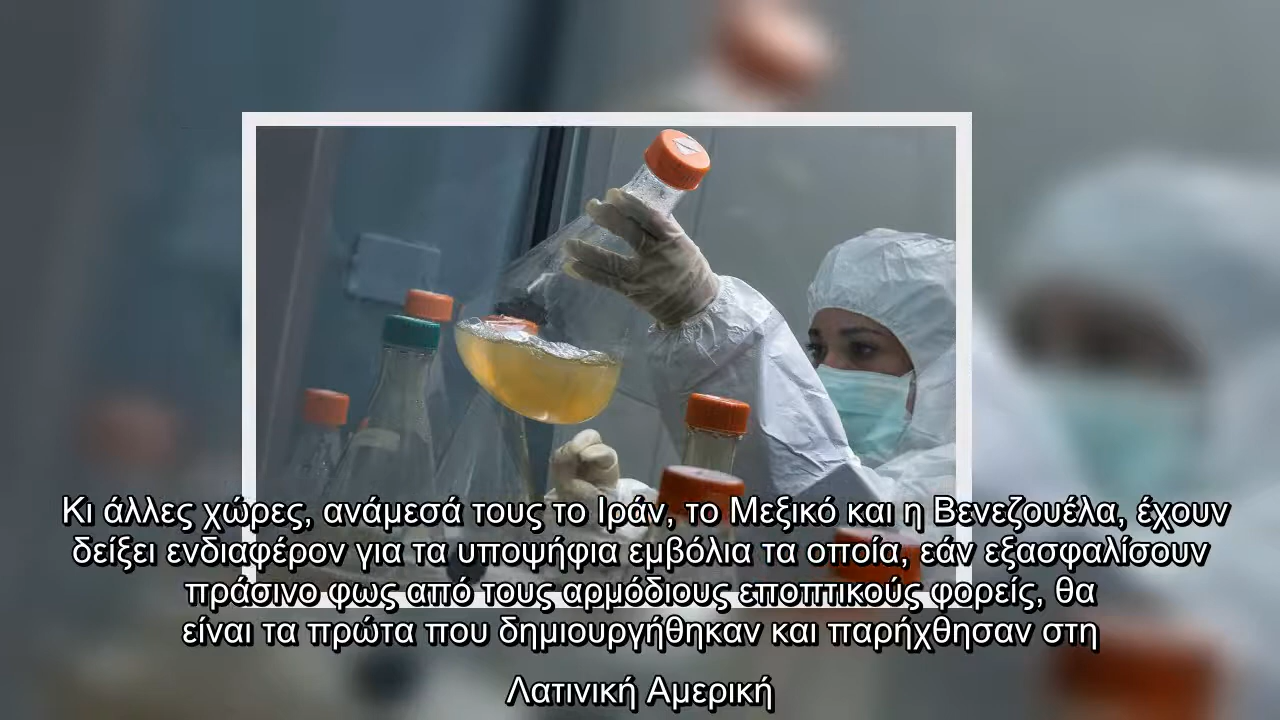 Κι άλλες χώρες, ανάμεσά τους το Ιράν, το Μεξικό και η Βενεζουέλα, έχουν
δείξει ενδιαφέρον για τα υποψήφια εμβόλια τα οποία, εάν εξασφαλίσουν
πράσινο φως από τους αρμόδιους εποπτικούς φορείς, θα
είναι τα πρώτα που δημιουργήθηκαν και παρήχθησαν στη
Λατινική Αμερική